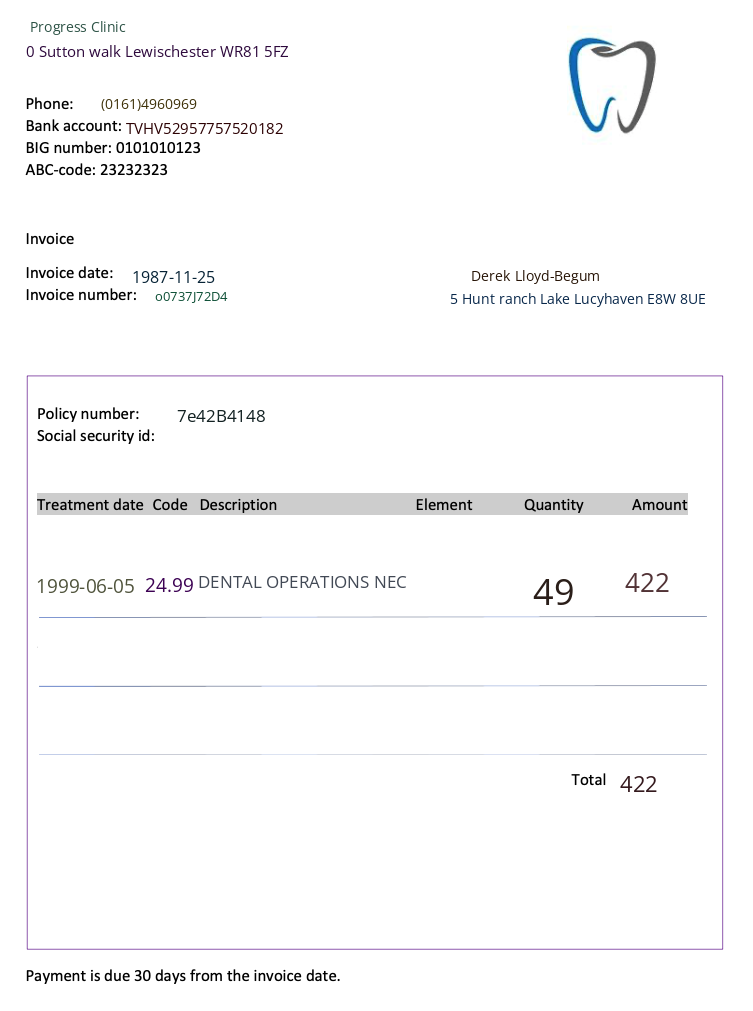 Progress Clinic
0 Sutton walk Lewischester WR81 5FZ
Phone: (0161)4960969
Bank account: TVHV52957757520182
BIG number: 0101010123
ABC-code: 23232323
Invoice
Invoice date: 1987-11-25
Invoice number: o0737J72D4
Derek Lloyd-Begum
5 Hunt ranch Lake Lucyhaven E8W 8UE
Policy number: 7e42B4148
Social security id:
Treatment date Code Description Element Quantity Amount
1999-06-05 24.99 DENTAL OPERATIONS NEC 49 422
Total 422
Payment is due 30 days from the invoice date.